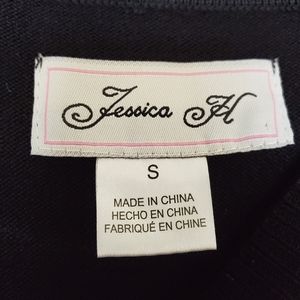 Jessica H
S
MADE IN CHINA
HECHO EN CHINA
FABRIQUÉ EN CHINE